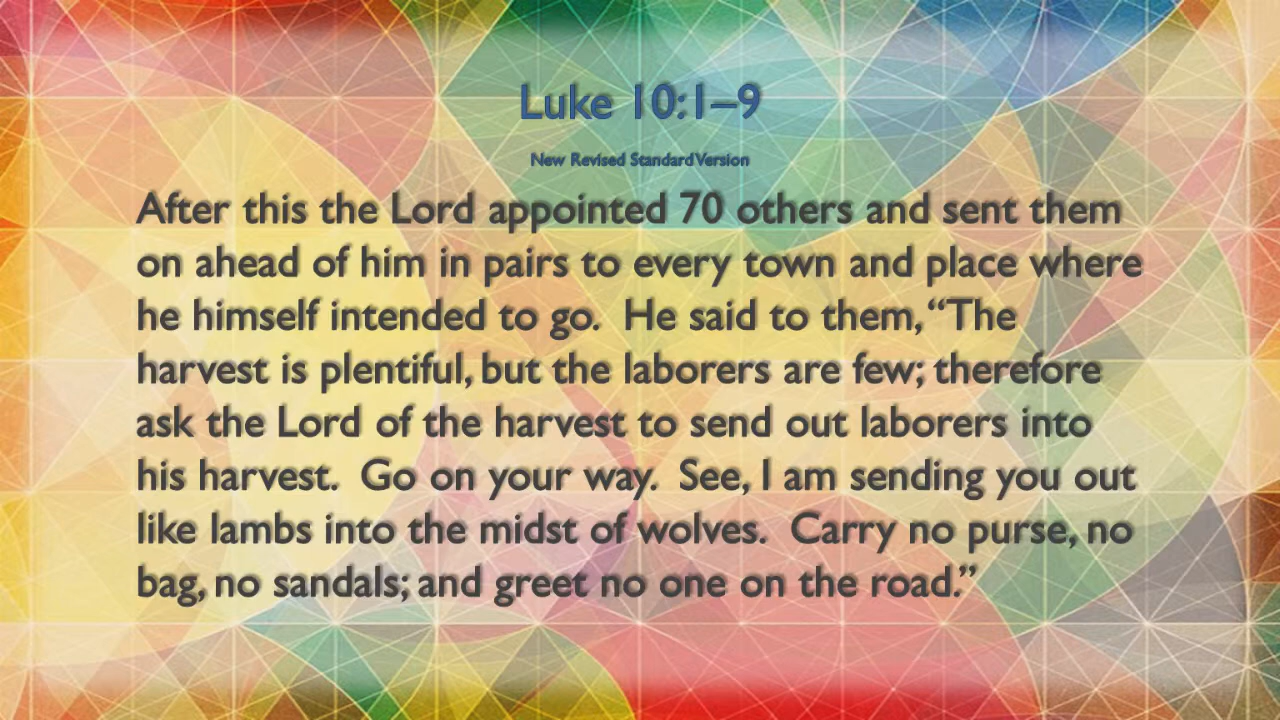 Luke 10:1–9
New Revised Standard Version
After this the Lord appointed 70 others and sent them
on ahead of him in pairs to every town and place where
he himself intended to go.  He said to them, “The
harvest is plentiful, but the laborers are few; therefore
ask the Lord of the harvest to send out laborers into
his harvest.  Go on your way.  See, I am sending you out
like lambs into the midst of wolves.  Carry no purse, no
bag, no sandals; and greet no one on the road.”